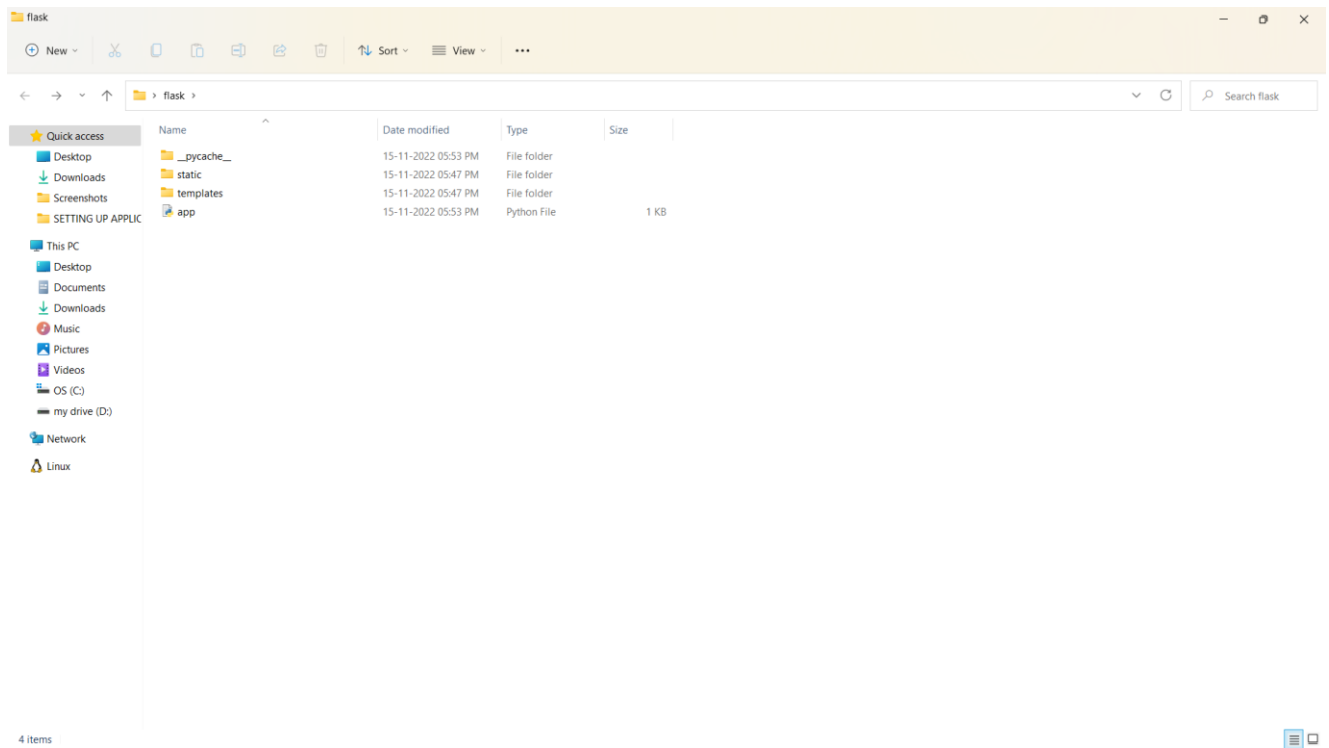 flask
New Sort View
flask Search flask
Name Date modified Type Size
Quick access
Desktop
Downloads
Screenshots
SETTING UP APPLIC
This PC
Desktop
Documents
Downloads
Music
Pictures
Videos
OS (C:)
my drive (D:)
Network
Linux
__pycache__ 15-11-2022 05:53 PM File folder
static 15-11-2022 05:47 PM File folder
templates 15-11-2022 05:47 PM File folder
app 15-11-2022 05:53 PM Python File 1 KB
4 items